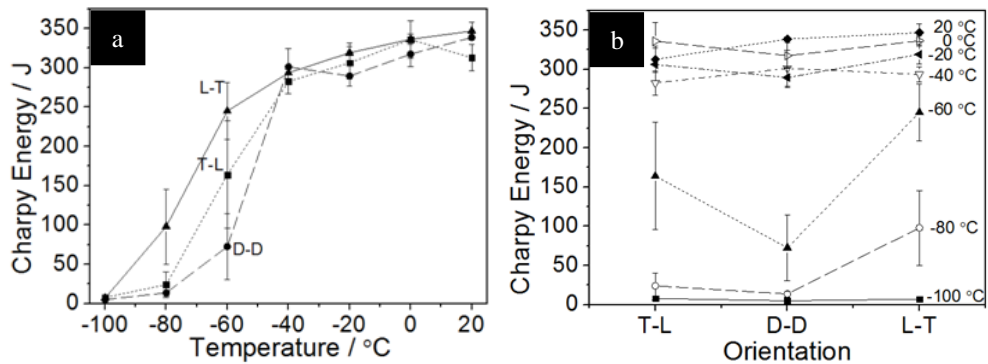 a
Charpy Energy / J
350
300
250
200
150
100
50
0
L-T
T-L
D-D
-100 -80 -60 -40 -20 0 20
Temperature / °C
b
Charpy Energy / J
350
300
250
200
150
100
50
0
20 °C
0 °C
-20 °C
-40 °C
-60 °C
-80 °C
-100 °C
T-L D-D L-T
Orientation